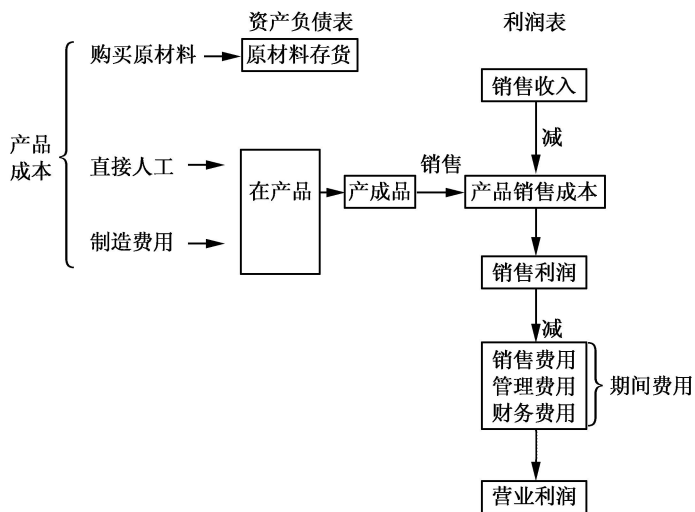 资产负债表
利润表
购买原材料
原材料存货
销售收入
减
产品
成本
直接人工
在产品
产成品
销售
产品销售成本
制造费用
销售利润
减
销售费用
管理费用
财务费用
期间费用
营业利润